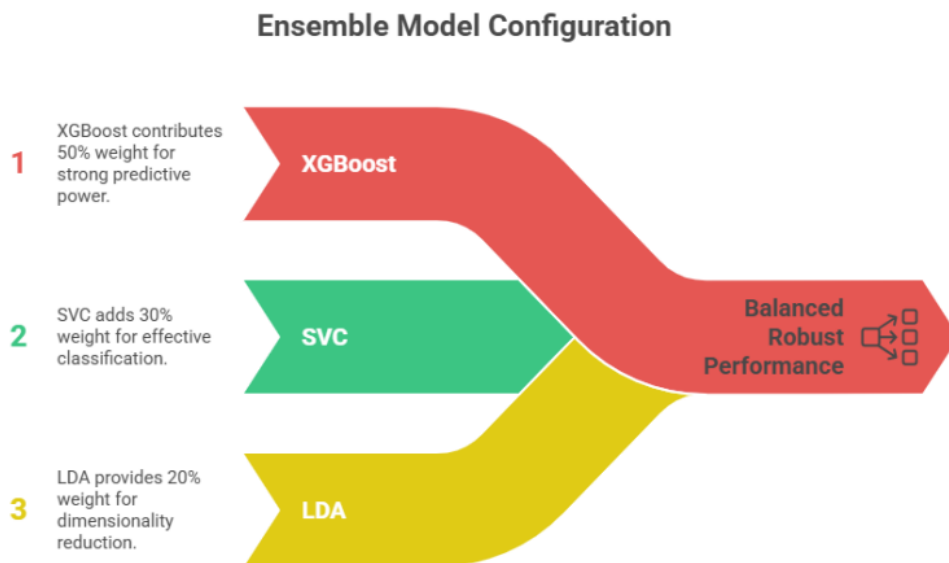 Ensemble Model Configuration
1
XGBoost contributes
50% weight for
strong predictive
power.
XGBoost
2
SVC adds 30%
weight for effective
classification.
SVC
Balanced
Robust
Performance
3
LDA provides 20%
weight for
dimensionality
reduction.
LDA